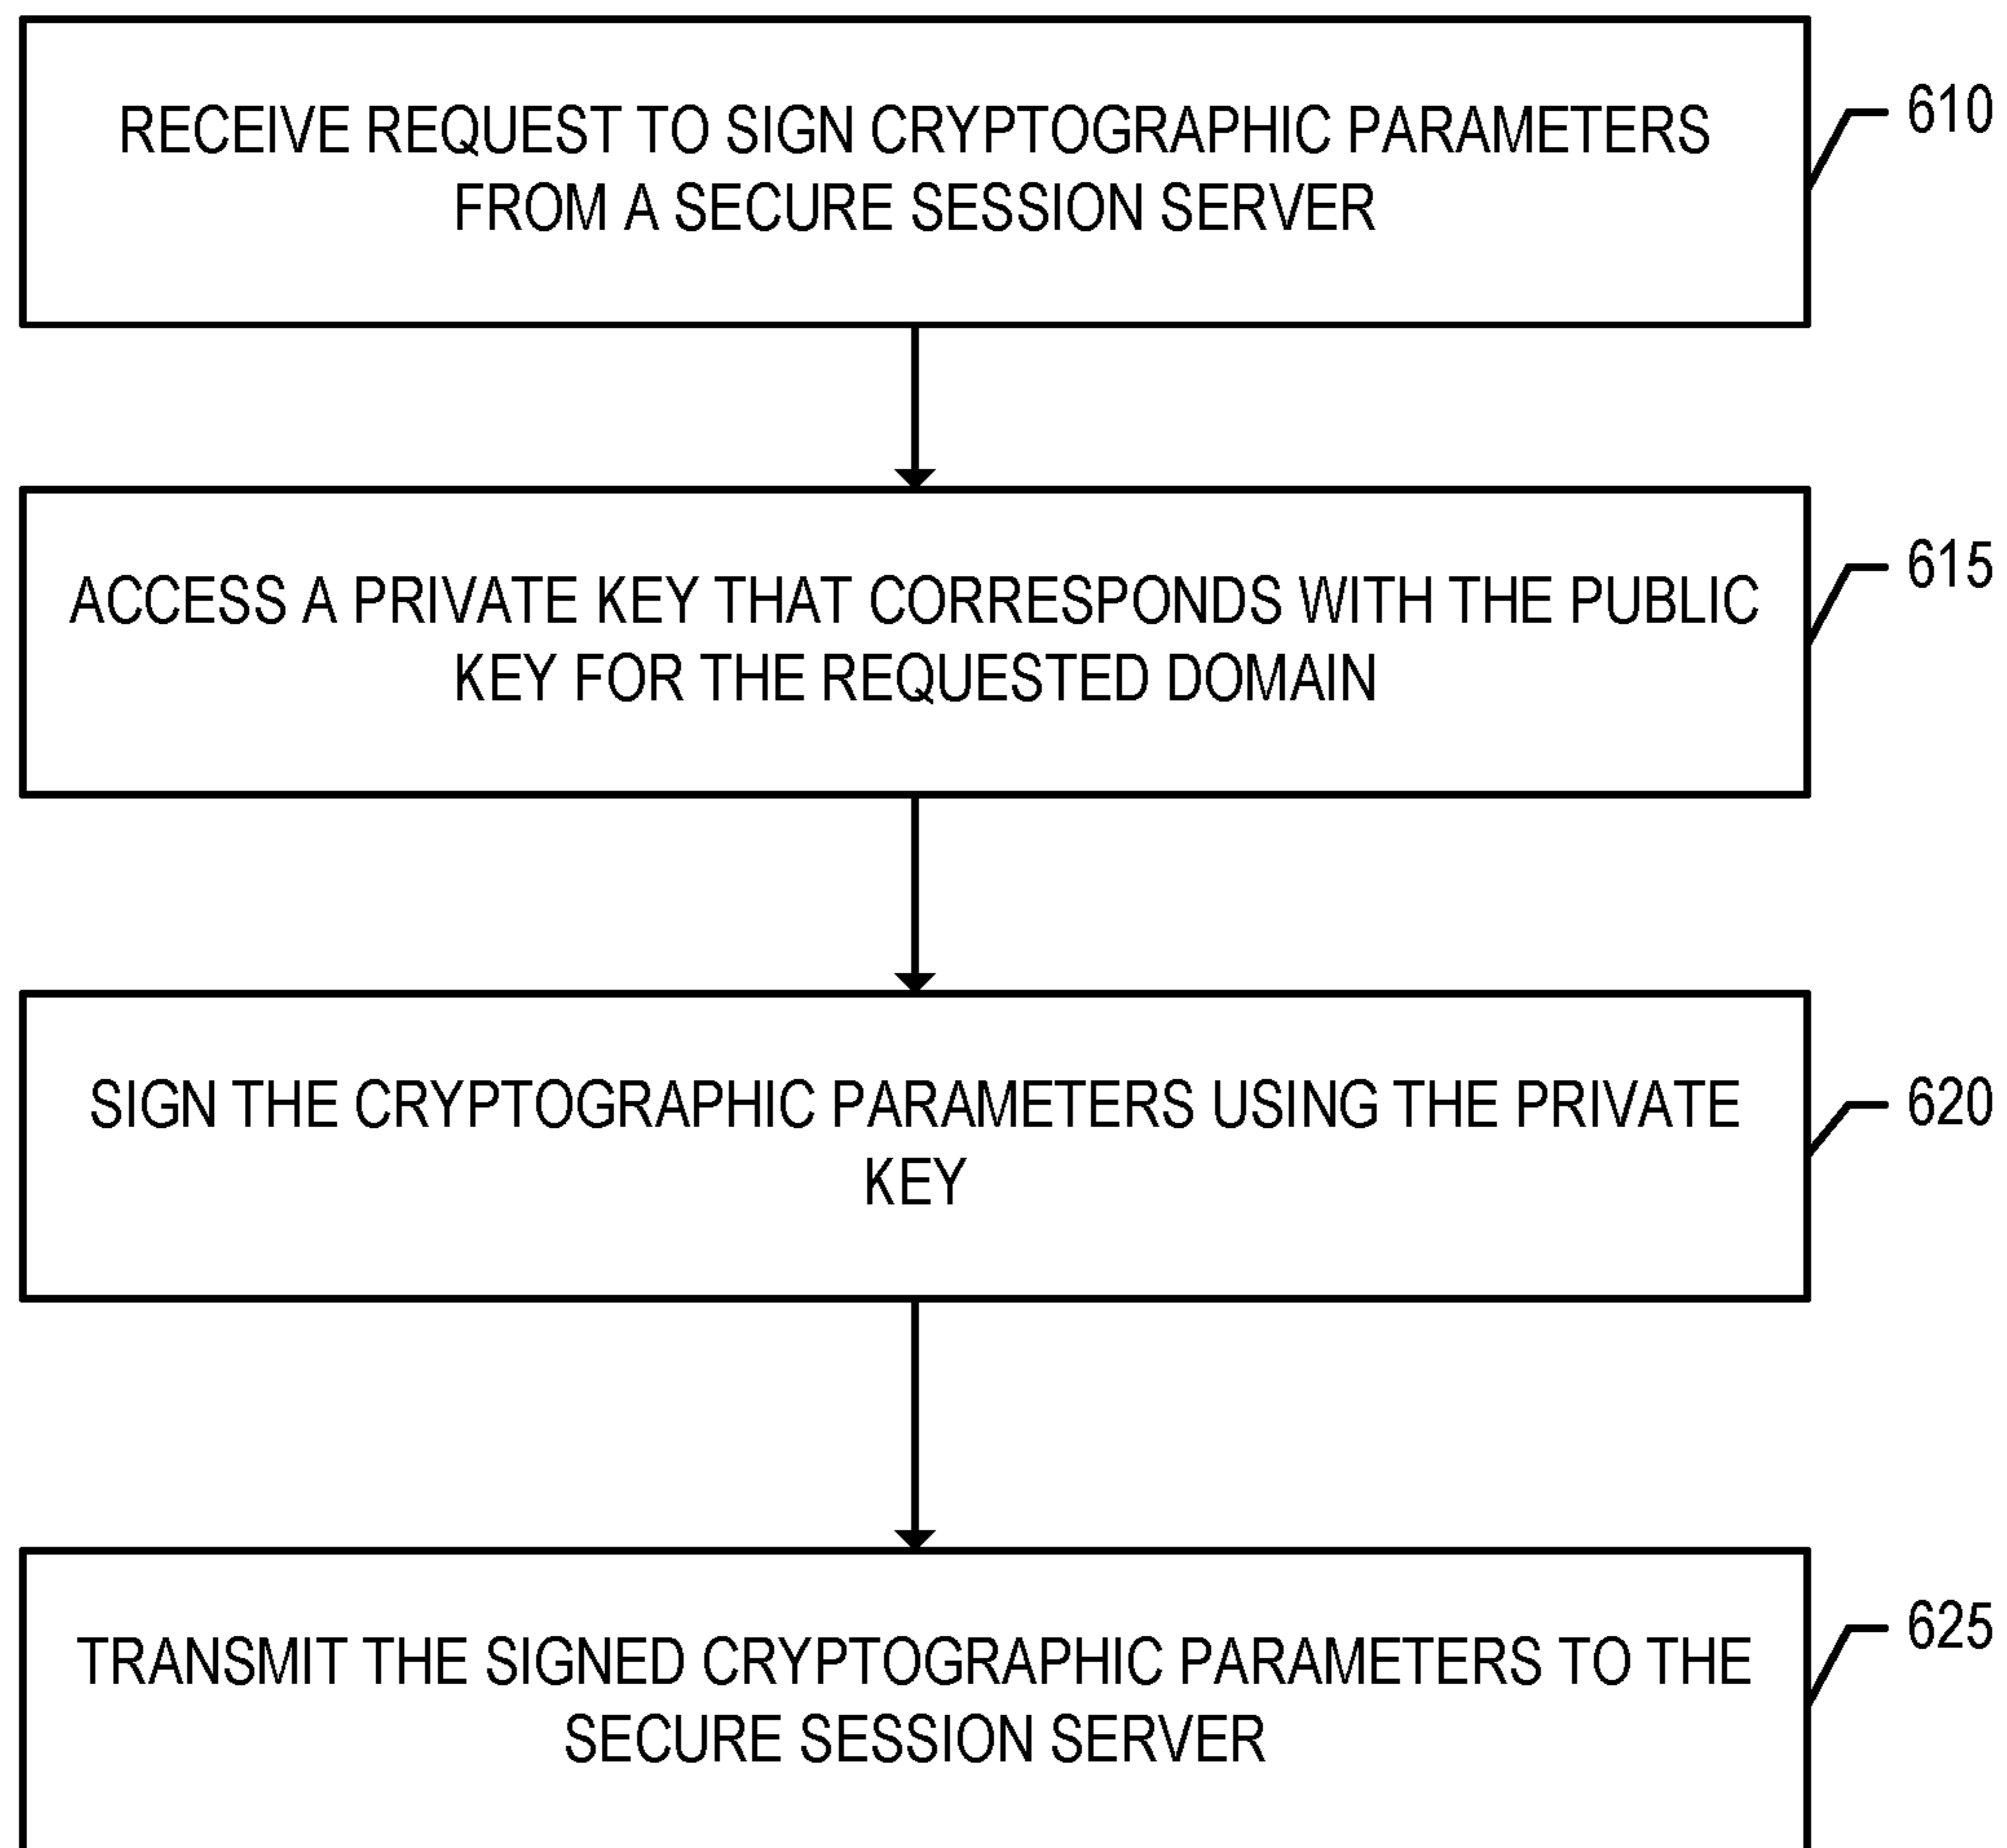 RECEIVE REQUEST TO SIGN CRYPTOGRAPHIC PARAMETERS
FROM A SECURE SESSION SERVER
610
ACCESS A PRIVATE KEY THAT CORRESPONDS WITH THE PUBLIC
KEY FOR THE REQUESTED DOMAIN
615
SIGN THE CRYPTOGRAPHIC PARAMETERS USING THE PRIVATE
KEY
620
TRANSMIT THE SIGNED CRYPTOGRAPHIC PARAMETERS TO THE
SECURE SESSION SERVER
625